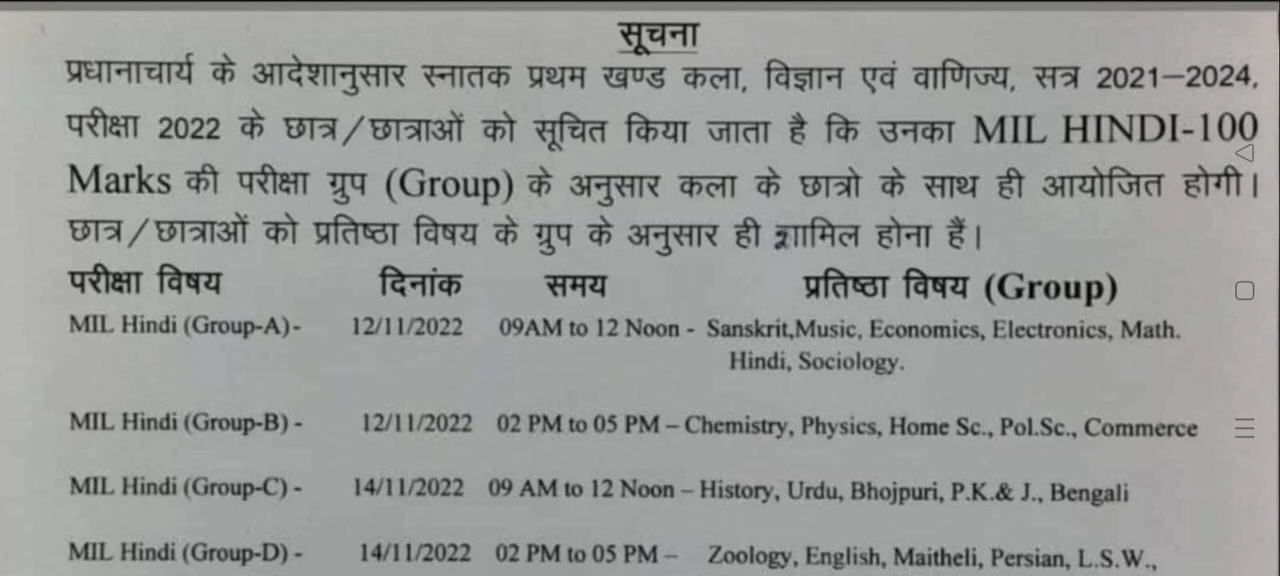 सूचना
प्रधानाचार्य के आदेशानुसार स्नातक प्रथम खण्ड कला, विज्ञान एवं वाणिज्य, सत्र 2021–2024,
परीक्षा 2022 के छात्र/छात्राओं को सूचित किया जाता है कि उनका MIL HINDI-100
Marks की परीक्षा ग्रुप (Group) के अनुसार कला के छात्रो के साथ ही आयोजित होगी।
छात्र/छात्राओं को प्रतिष्ठा विषय के ग्रुप के अनुसार ही शामिल होना हैं।
परीक्षा विषय दिनांक समय प्रतिष्ठा विषय (Group)
MIL Hindi (Group-A)- 12/11/2022 09AM to 12 Noon - Sanskrit,Music, Economics, Electronics, Math.
Hindi, Sociology.
MIL Hindi (Group-B) - 12/11/2022 02 PM to 05 PM – Chemistry, Physics, Home Sc., Pol.Sc., Commerce
MIL Hindi (Group-C) - 14/11/2022 09 AM to 12 Noon – History, Urdu, Bhojpuri, P.K.& J., Bengali
MIL Hindi (Group-D) - 14/11/2022 02 PM to 05 PM – Zoology, English, Maitheli, Persian, L.S.W.,